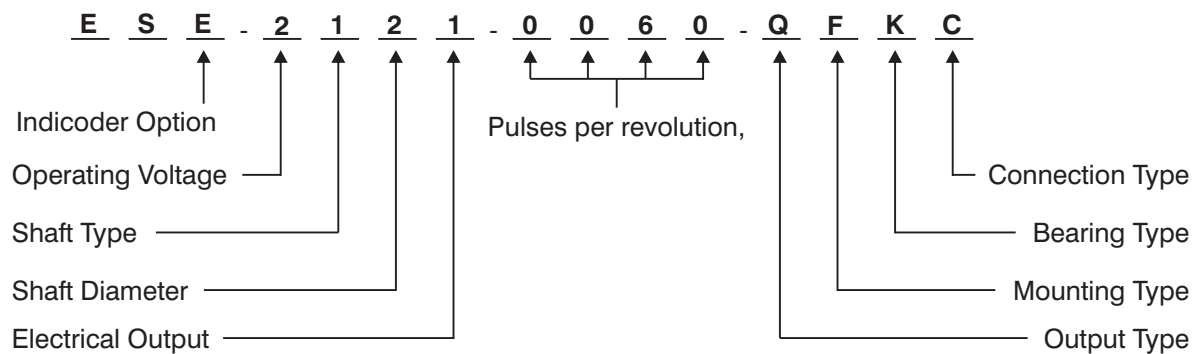 E S E - 2 1 2 1 - 0 0 6 0 - Q F K C
Indicoder Option
Pulses per revolution,
Operating Voltage
Connection Type
Shaft Type
Bearing Type
Shaft Diameter
Mounting Type
Electrical Output
Output Type